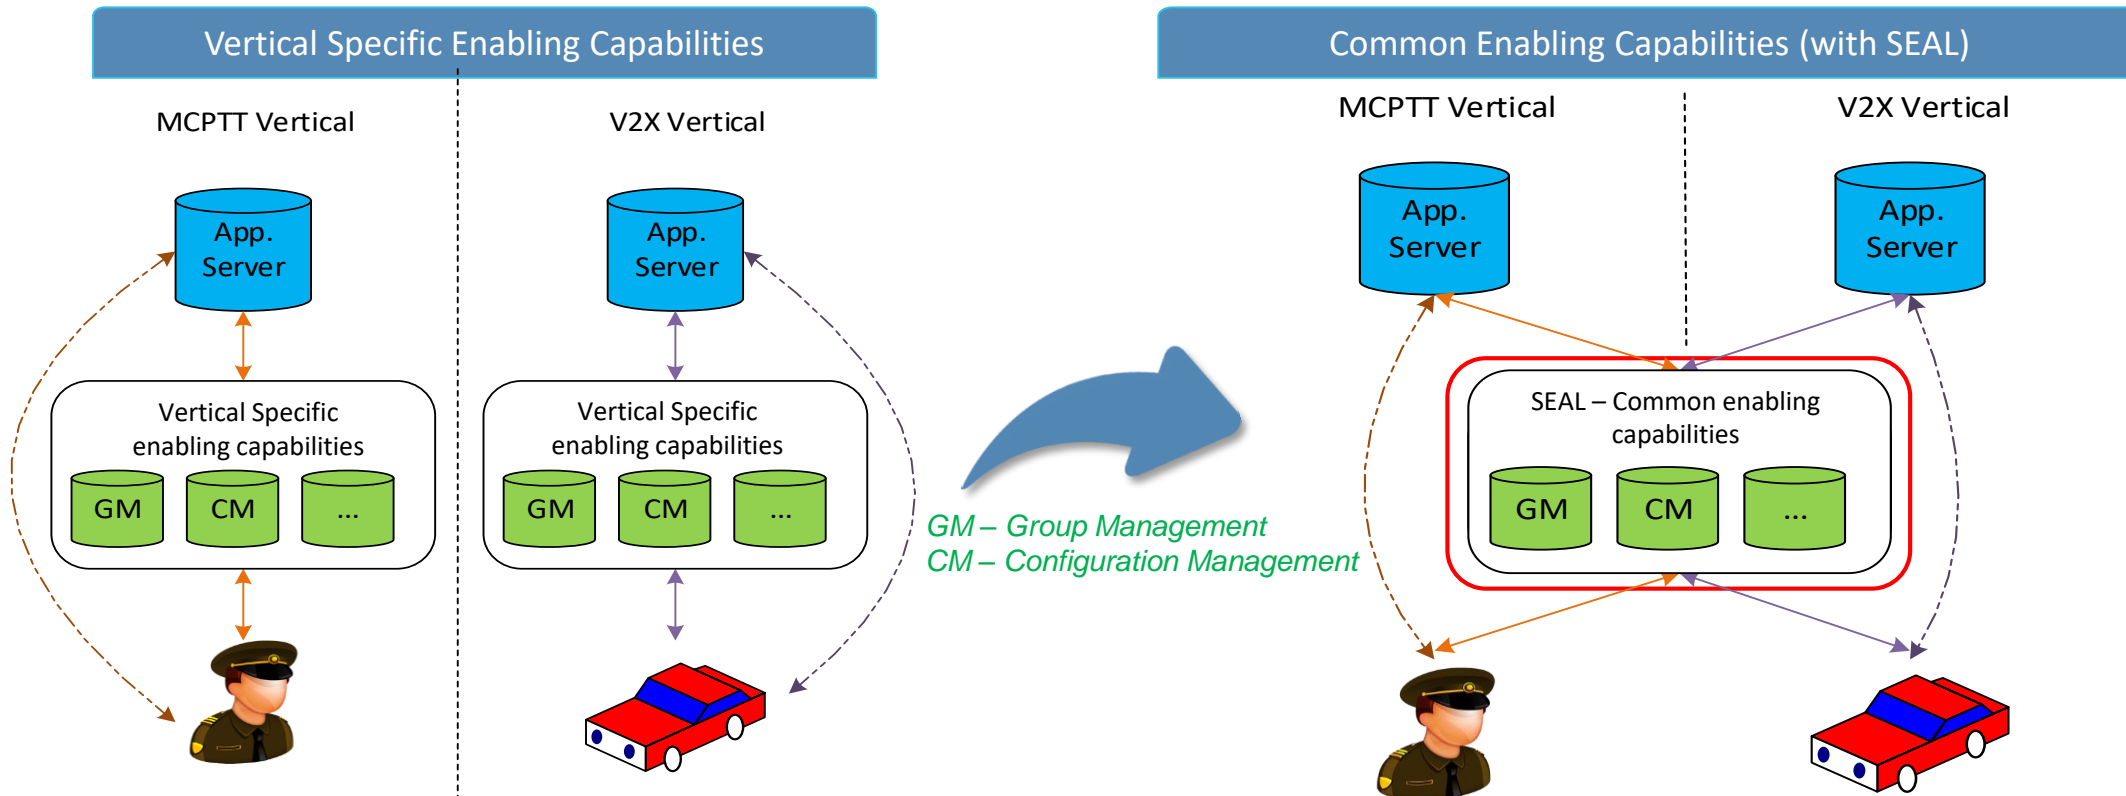 Vertical Specific Enabling Capabilities
MCPTT Vertical
V2X Vertical
App.
Server
App.
Server
Vertical Specific
enabling capabilities
GM
CM
...
Vertical Specific
enabling capabilities
GM
CM
...
GM – Group Management
CM – Configuration Management
Common Enabling Capabilities (with SEAL)
MCPTT Vertical
V2X Vertical
App.
Server
App.
Server
SEAL – Common enabling
capabilities
GM
CM
...